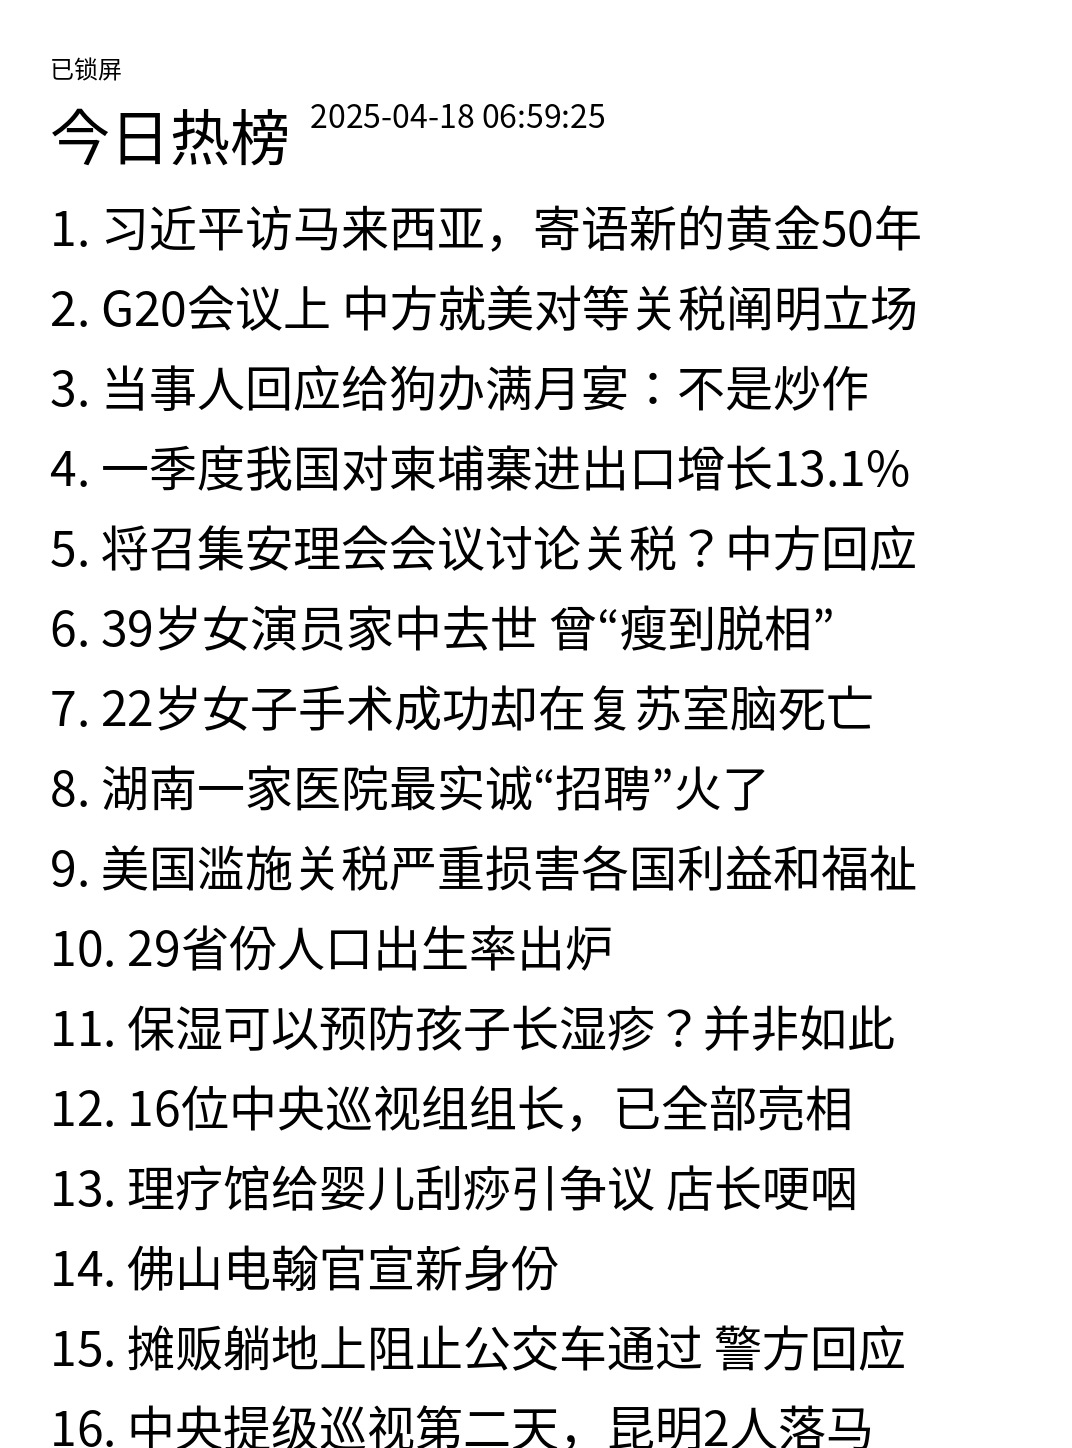 已锁屏
今日热榜 2025-04-18 06:59:25
1. 习近平访马来西亚，寄语新的黄金50年
2. G20会议上 中方就美对等关税阐明立场
3. 当事人回应给狗办满月宴：不是炒作
4. 一季度我国对柬埔寨进出口增长13.1%
5. 将召集安理会会议讨论关税？中方回应
6. 39岁女演员家中去世 曾“瘦到脱相”
7. 22岁女子手术成功却在复苏室脑死亡
8. 湖南一家医院最实诚“招聘”火了
9. 美国滥施关税严重损害各国利益和福祉
10. 29省份人口出生率出炉
11. 保湿可以预防孩子长湿疹？并非如此
12. 16位中央巡视组组长，已全部亮相
13. 理疗馆给婴儿刮痧引争议 店长哽咽
14. 佛山电翰官宣新身份
15. 摊贩躺地上阻止公交车通过 警方回应
16. 中央提级巡视第二天，昆明2人落马